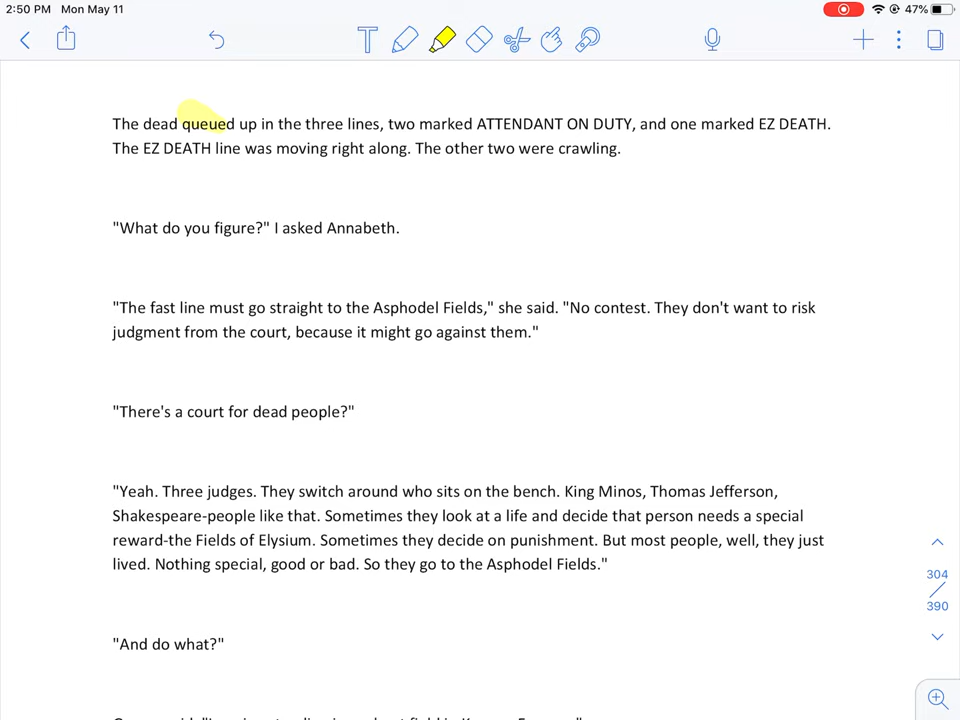 2:50 PM Mon May 11
47%
The dead queued up in the three lines, two marked ATTENDANT ON DUTY, and one marked EZ DEATH.
The EZ DEATH line was moving right along. The other two were crawling.
"What do you figure?" I asked Annabeth.
"The fast line must go straight to the Asphodel Fields," she said. "No contest. They don't want to risk
judgment from the court, because it might go against them."
"There's a court for dead people?"
"Yeah. Three judges. They switch around who sits on the bench. King Minos, Thomas Jefferson,
Shakespeare-people like that. Sometimes they look at a life and decide that person needs a special
reward-the Fields of Elysium. Sometimes they decide on punishment. But most people, well, they just
lived. Nothing special, good or bad. So they go to the Asphodel Fields."
304
/
390
"And do what?"